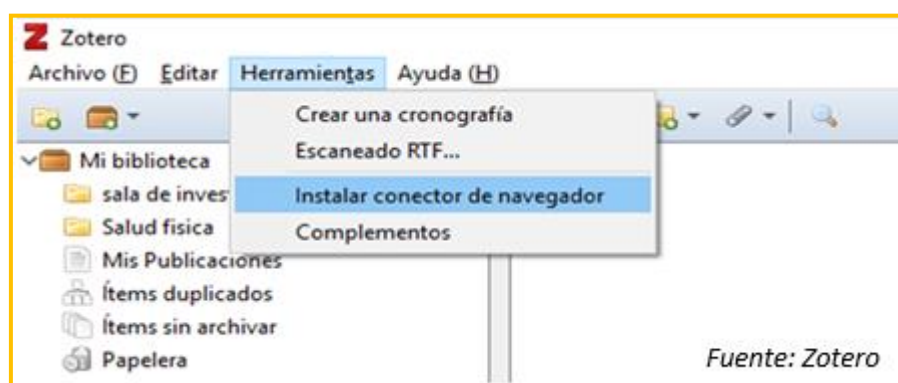 Zotero
Archivo (F) Editar Herramientas Ayuda (H)
Crear una cronografía
Escaneado RTF...
Mi biblioteca
sala de inves
Instalar conector de navegador
Salud fisica
Complementos
Mis Publicaciones
Ítems duplicados
Ítems sin archivar
Papelera
Fuente: Zotero